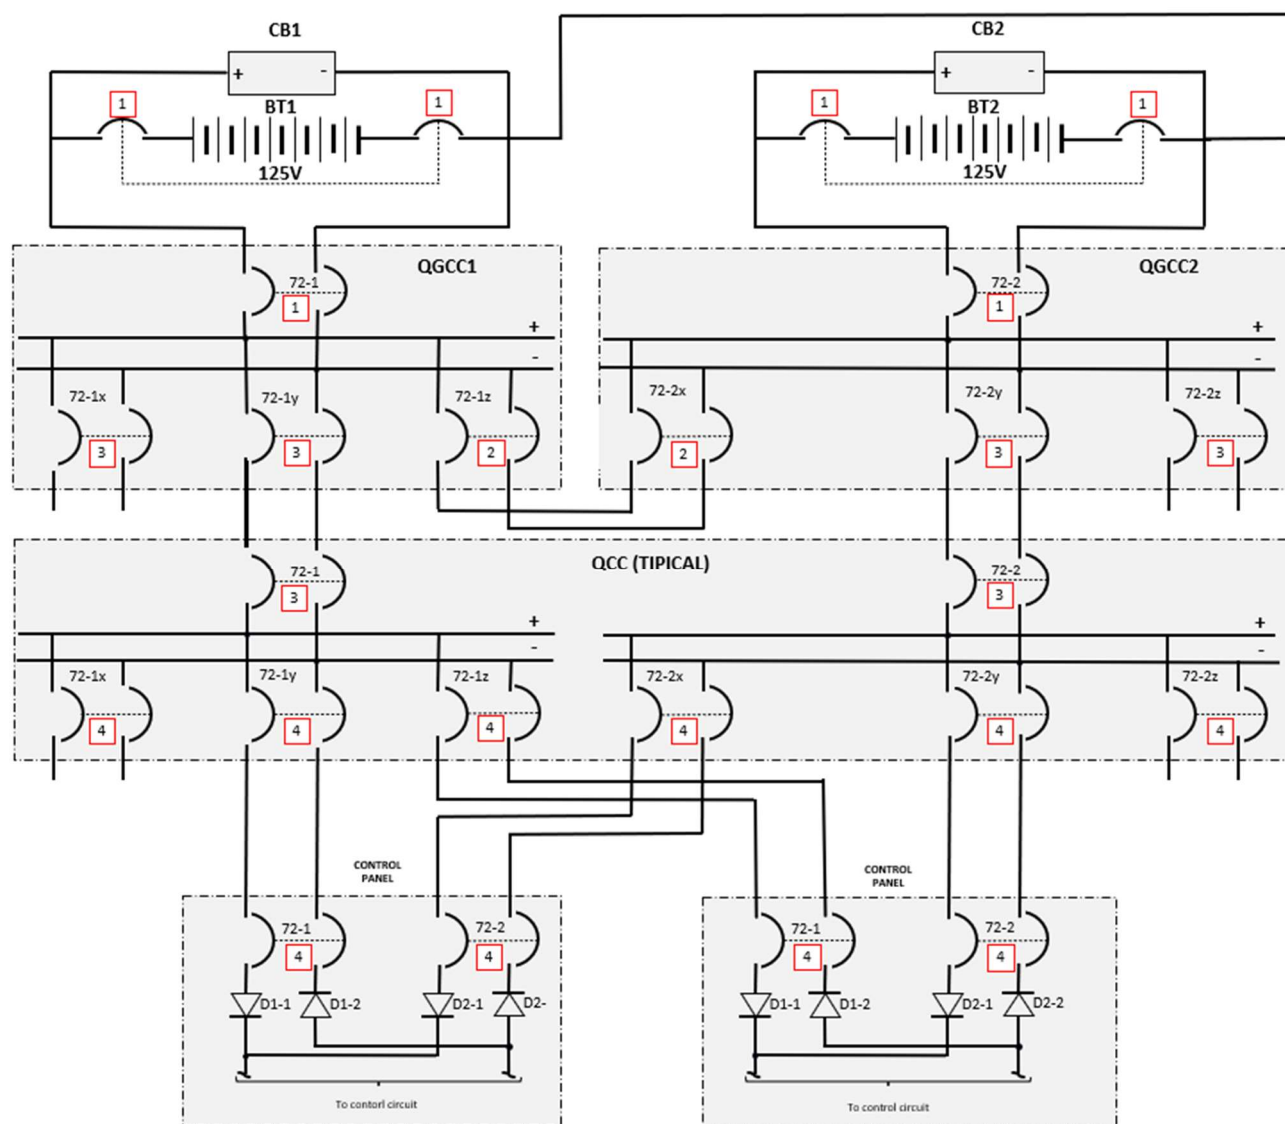 CB1
CB2
+ -
+ -
1
BT1
1
1
BT2
1
125V
125V
QGCC1
QGCC2
72-1
72-2
1
1
+
+
-
-
72-1x
72-1y
72-1z
72-2x
72-2y
72-2z
3
3
2
2
3
3
QCC (TIPICAL)
72-1
72-2
3
3
+
+
-
-
72-1x
72-1y
72-1z
72-2x
72-2y
72-2z
4
4
4
4
4
4
CONTROL
PANEL
CONTROL
PANEL
72-1
72-2
72-1
72-2
4
4
4
4
D1-1
D1-2
D2-1
D2-
D1-1
D1-2
D2-1
D2-2
To contorl circuit
To control circuit